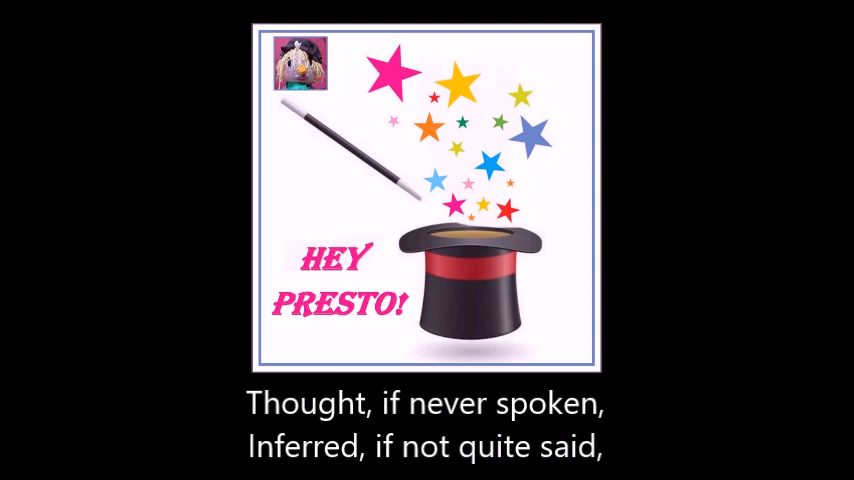 HEY
PRESTO!
Thought, if never spoken,
Inferred, if not quite said,